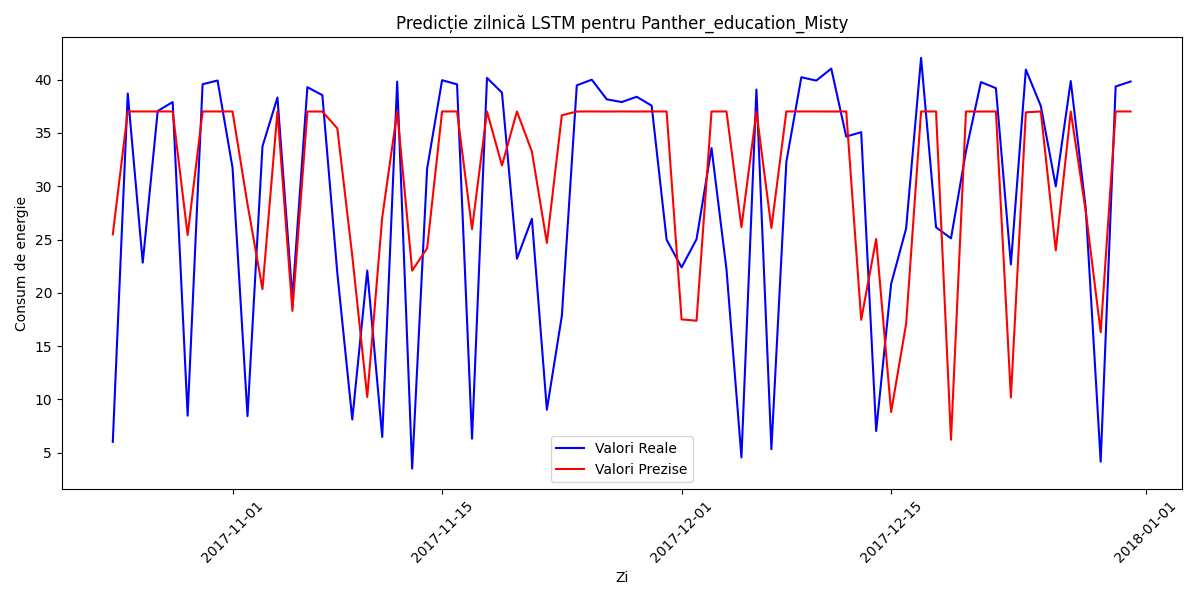 Predicție zilnică LSTM pentru Panther_education_Misty
Consum de energie
40
35
30
25
20
15
10
5
Valori Reale
Valori Prezise
2017-11-01
2017-11-15
2017-12-01
2017-12-15
2018-01-01
Zi